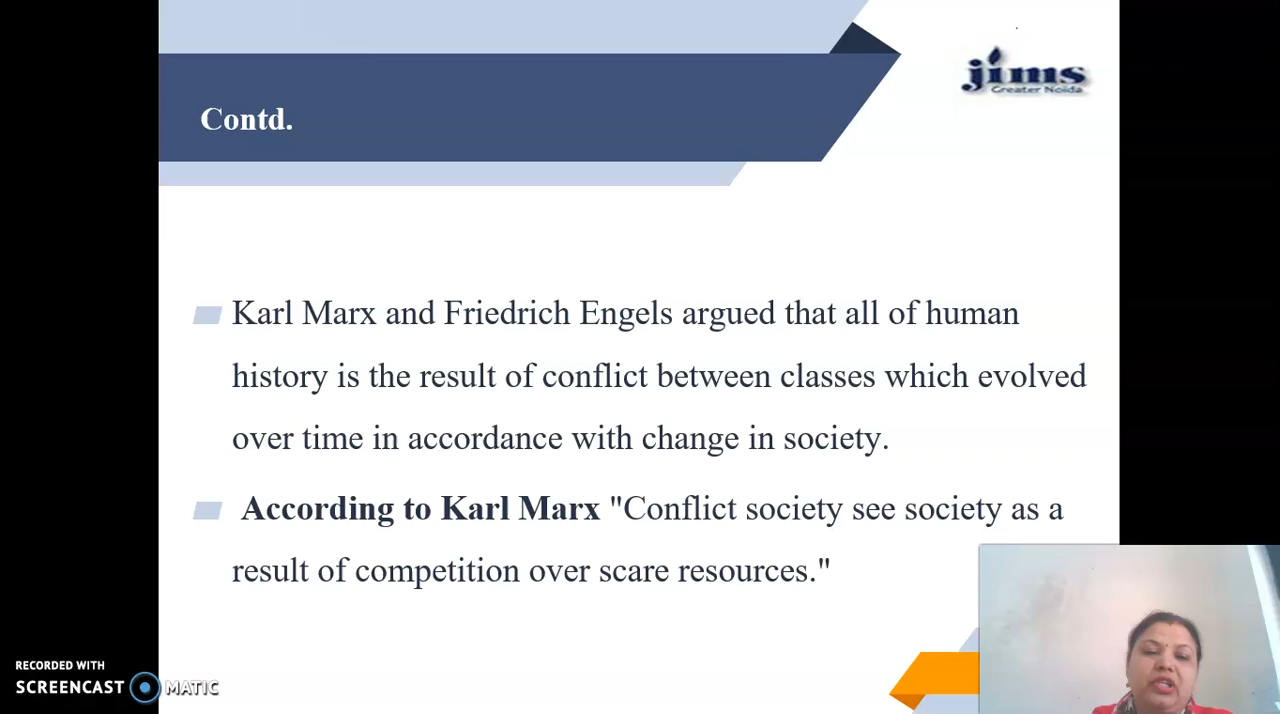 jims
Greater Noida
Contd.
Karl Marx and Friedrich Engels argued that all of human
history is the result of conflict between classes which evolved
over time in accordance with change in society.
According to Karl Marx "Conflict society see society as a
result of competition over scare resources."
RECORDED WITH
SCREENCAST MATIC